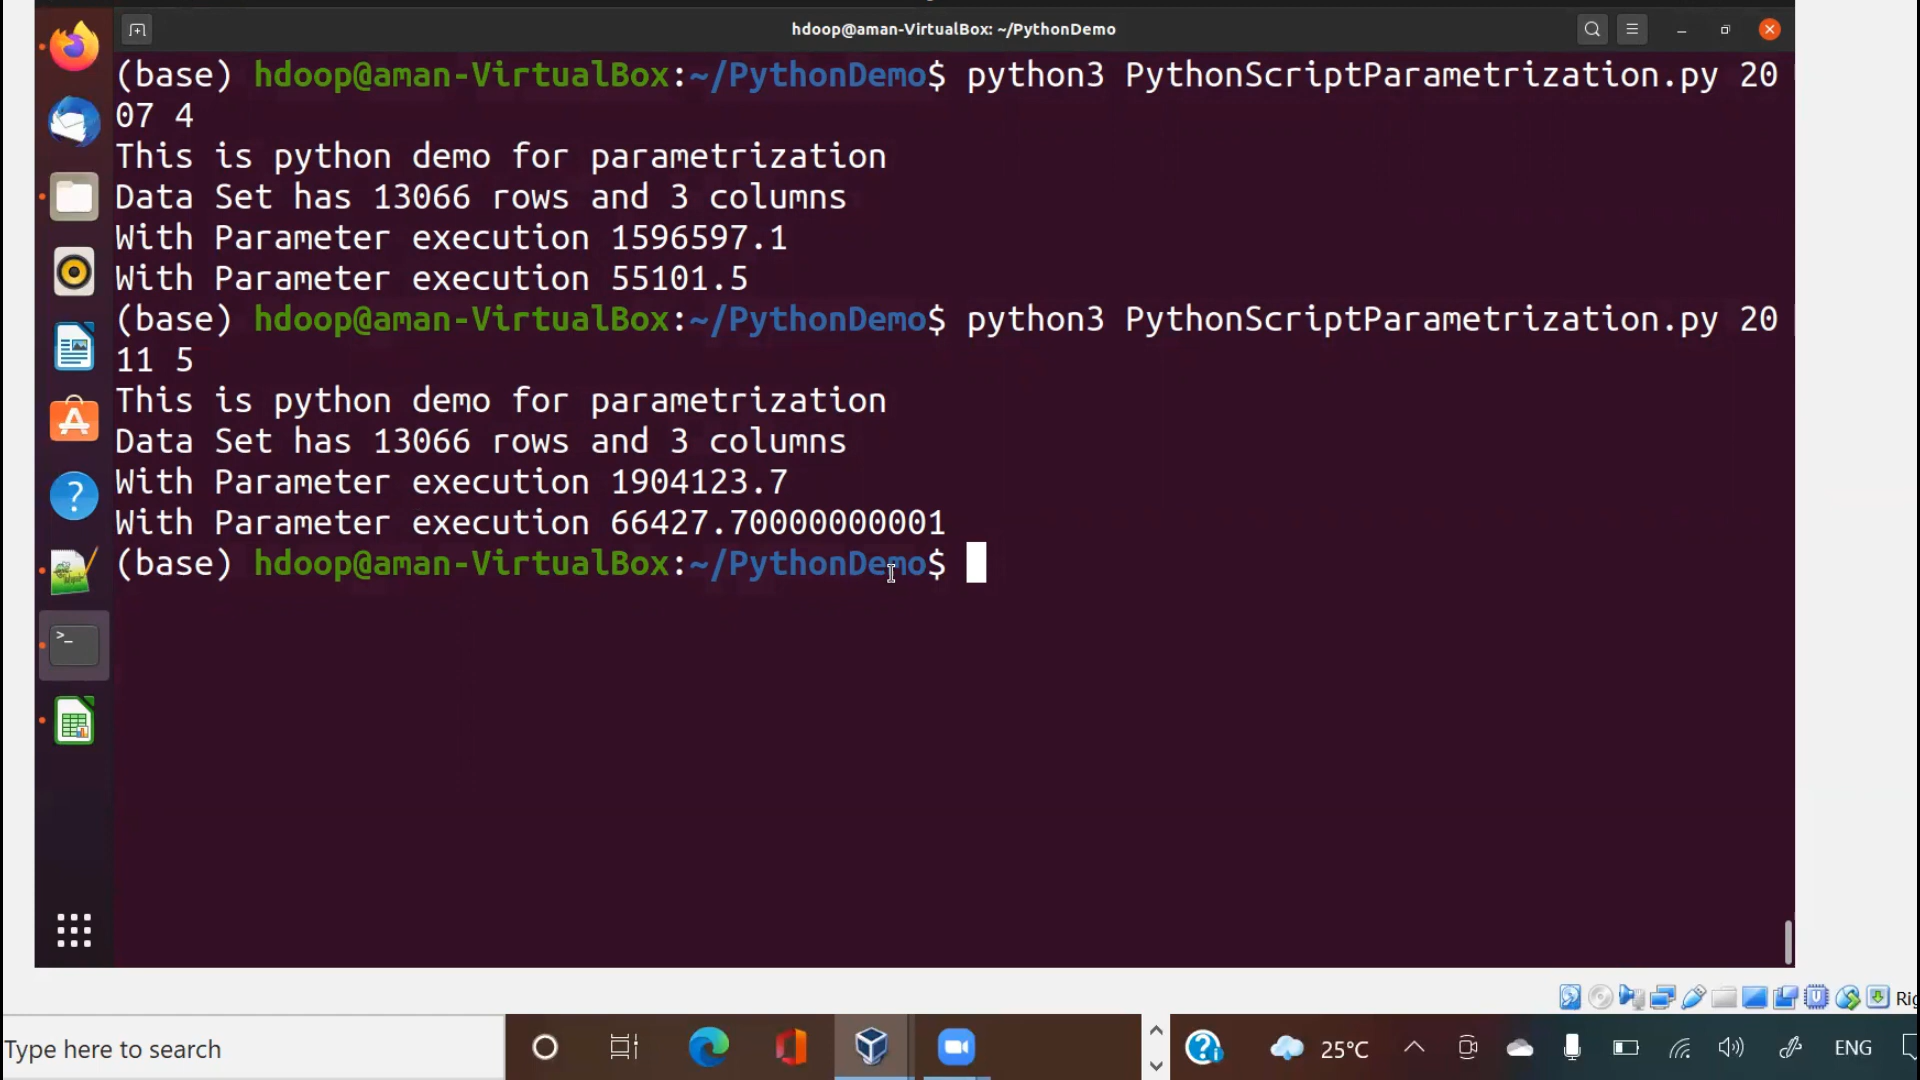 hdoop@aman-VirtualBox: ~/PythonDemo
(base) hdoop@aman-VirtualBox:~/PythonDemo$ python3 PythonScriptParametrization.py 20
07 4
This is python demo for parametrization
Data Set has 13066 rows and 3 columns
With Parameter execution 1596597.1
With Parameter execution 55101.5
(base) hdoop@aman-VirtualBox:~/PythonDemo$ python3 PythonScriptParametrization.py 20
11 5
This is python demo for parametrization
Data Set has 13066 rows and 3 columns
With Parameter execution 1904123.7
With Parameter execution 66427.70000000001
(base) hdoop@aman-VirtualBox:~/PythonDemo$
Rig
Type here to search
25°C
ENG